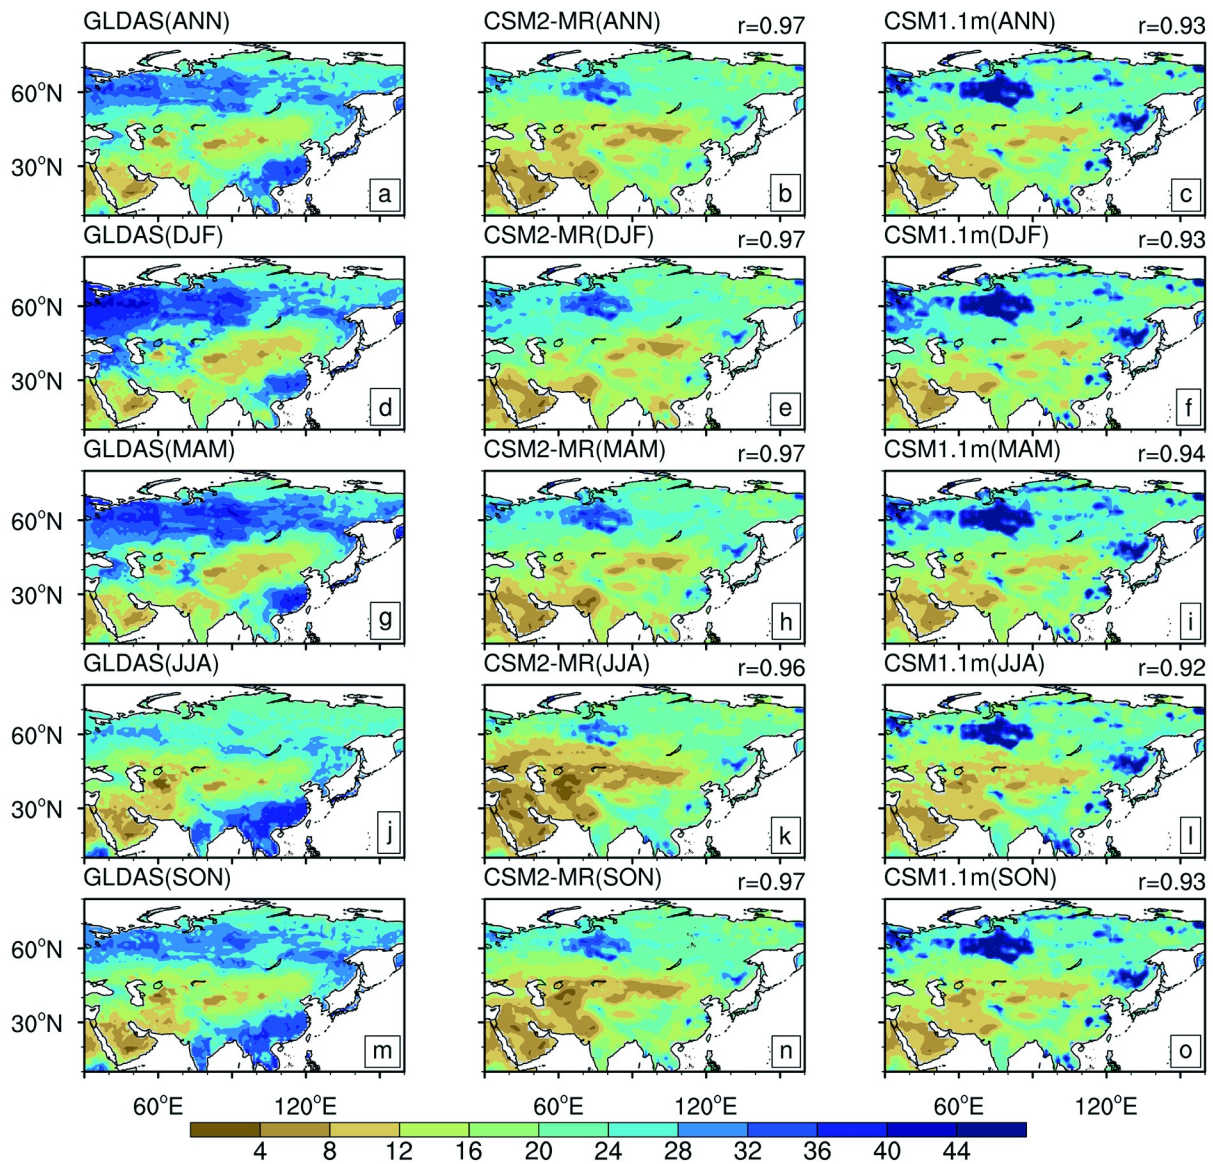 GLDAS(ANN) CSM2-MR(ANN) r=0.97 CSM1.1m(ANN) r=0.93
60°N
30°N
a b c
GLDAS(DJF) CSM2-MR(DJF) r=0.97 CSM1.1m(DJF) r=0.93
60°N
30°N
d e f
GLDAS(MAM) CSM2-MR(MAM) r=0.97 CSM1.1m(MAM) r=0.94
60°N
30°N
g h i
GLDAS(JJA) CSM2-MR(JJA) r=0.96 CSM1.1m(JJA) r=0.92
60°N
30°N
j k l
GLDAS(SON) CSM2-MR(SON) r=0.97 CSM1.1m(SON) r=0.93
60°N
30°N
m n o
60°E 120°E 60°E 120°E 60°E 120°E
4 8 12 16 20 24 28 32 36 40 44